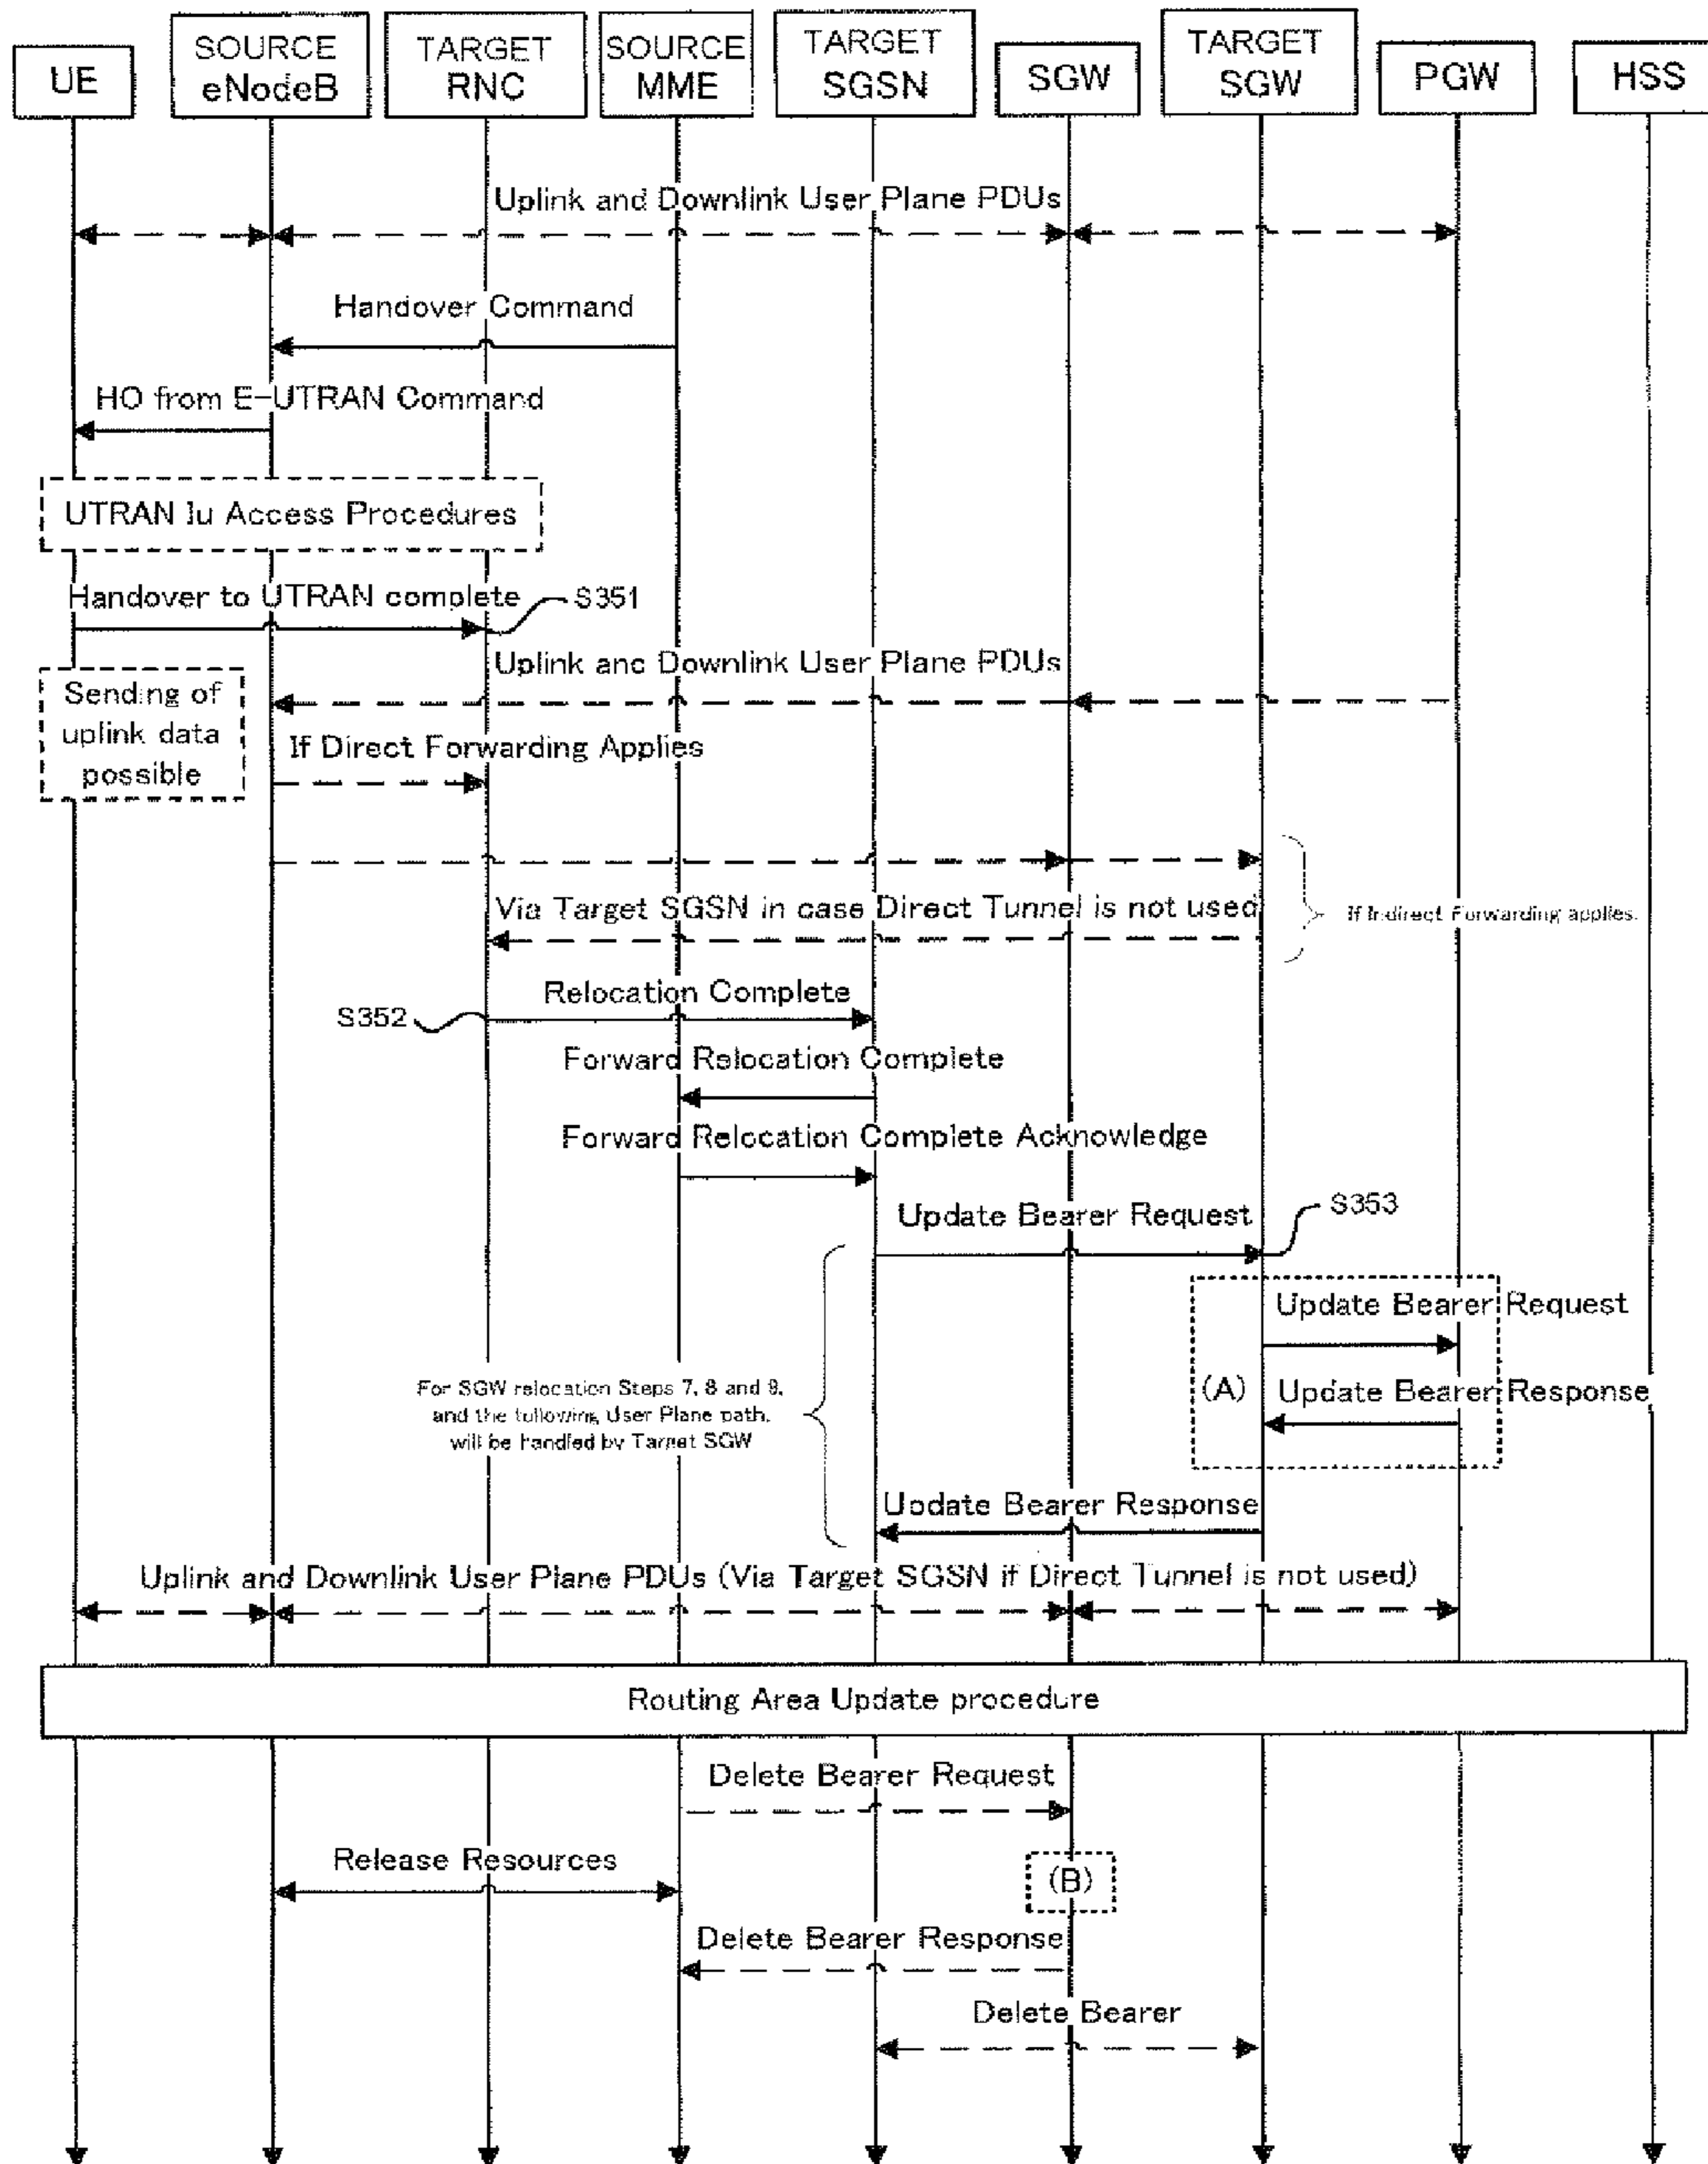 UE
SOURCE
eNodeB
TARGET
RNC
SOURCE
MME
TARGET
SGSN
SGW
TARGET
SGW
PGW
HSS
Uplink and Downlink User Plane PDUs
Handover Command
HO from E-UTRAN Command
UTRAN Iu Access Procedures
Handover to UTRAN complete
S351
Uplink and Downlink User Plane PDUs
Sending of
uplink data
possible
If Direct Forwarding Applies
Via Target SGSN in case Direct Tunnel is not used
If Indirect Forwarding applies.
Relocation Complete
S352
Forward Relocation Complete
Forward Relocation Complete Acknowledge
Update Bearer Request
S353
Update Bearer Request
(A)
Update Bearer Response
For SGW relocation Steps 7, 8 and 9,
and the following User Plane path,
will be handled by Target SGW
Update Bearer Response
Uplink and Downlink User Plane PDUs (Via Target SGSN if Direct Tunnel is not used)
Routing Area Update procedure
Delete Bearer Request
Release Resources
(B)
Delete Bearer Response
Delete Bearer